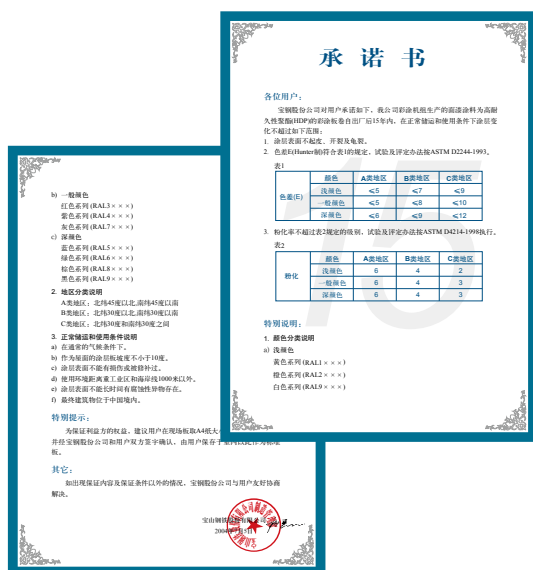 承诺书
各位用户：
宝钢股份公司对用户承诺如下，我公司彩涂机组生产的面漆涂料为高耐
久性聚酯(HDP)的彩涂板卷自出厂后15年内，在正常储运和使用条件下涂层变
化不超过如下范围：
1. 涂层表面不起皮、开裂及龟裂。
2. 色差E(Hunter制)符合表1的规定，试验及评定办法按ASTM D2244-1993。
表1
颜色 A类地区 B类地区 C类地区
色差(E)
浅颜色 ≤5 ≤7 ≤9
一般颜色 ≤5 ≤8 ≤10
深颜色 ≤6 ≤9 ≤12
3. 粉化率不超过表2规定的级别，试验及评定办法按ASTM D4214-1998执行。
表2
颜色 A类地区 B类地区 C类地区
粉化
浅颜色 6 4 2
一般颜色 6 4 3
深颜色 6 4 3
15
特别说明：
1. 颜色分类说明
a) 浅颜色
黄色系列 (RAL1×××)
橙色系列 (RAL2×××)
白色系列 (RAL9×××)
b) 一般颜色
红色系列 (RAL3×××)
紫色系列 (RAL4×××)
灰色系列 (RAL7×××)
c) 深颜色
蓝色系列 (RAL5×××)
绿色系列 (RAL6×××)
棕色系列 (RAL8×××)
黑色系列 (RAL9×××)
2. 地区分类说明
A类地区：北纬45度以北,南纬45度以南
B类地区：北纬30度以北,南纬30度以南
C类地区：北纬30度和南纬30度之间
3. 正常储运和使用条件说明
a) 在通常的气候条件下。
b) 作为屋面的涂层板坡度不小于10度。
c) 涂层表面不能有损伤或被修补过。
d) 使用环境距离重工业区和海岸线1000米以外。
e) 涂层表面不能长时间有腐蚀性异物存在。
f) 最终建筑物位于中国境内。
特别提示：
为保证利益方的权益，建议用户在现场板取A4纸大
并经宝钢股份公司和用户双方签字确认，由用户保存于
板。
其它：
如出现保证内容及保证条件以外的情况，宝钢股份公司与用户友好协商
解决。
宝山钢铁股份有限公司